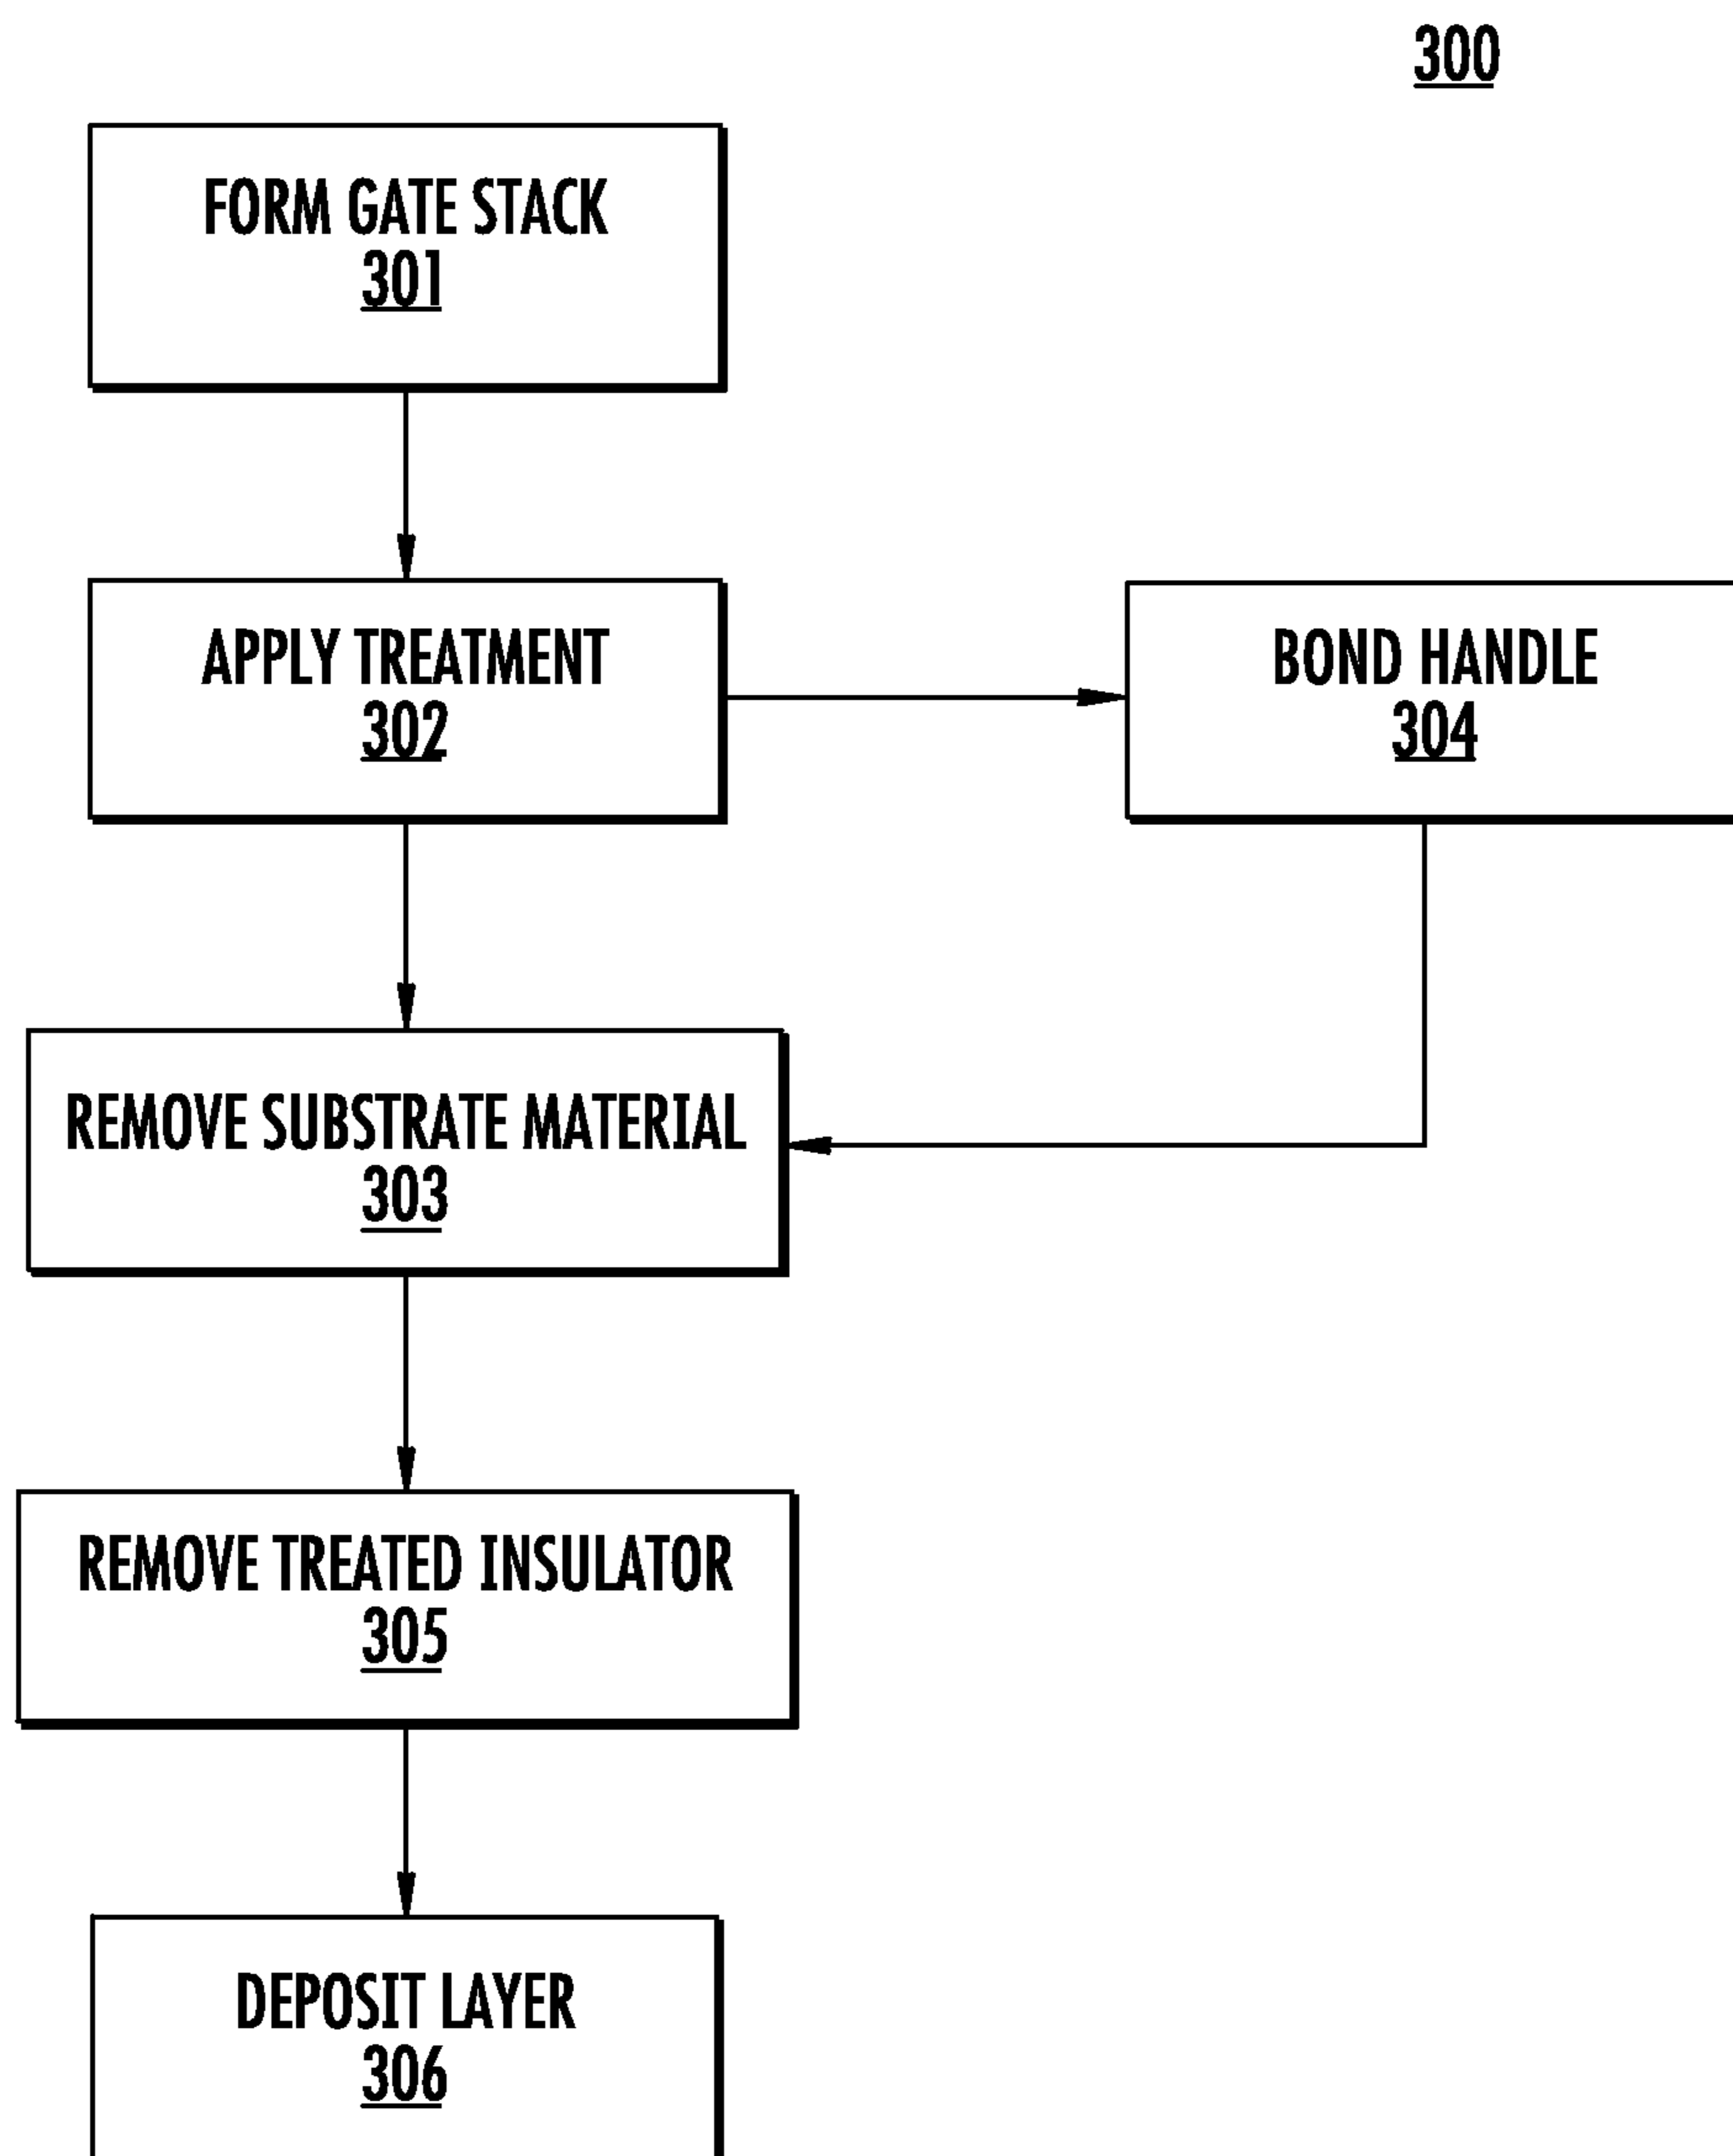 300
FORM GATE STACK
301
APPLY TREATMENT
302
BOND HANDLE
304
REMOVE SUBSTRATE MATERIAL
303
REMOVE TREATED INSULATOR
305
DEPOSIT LAYER
306